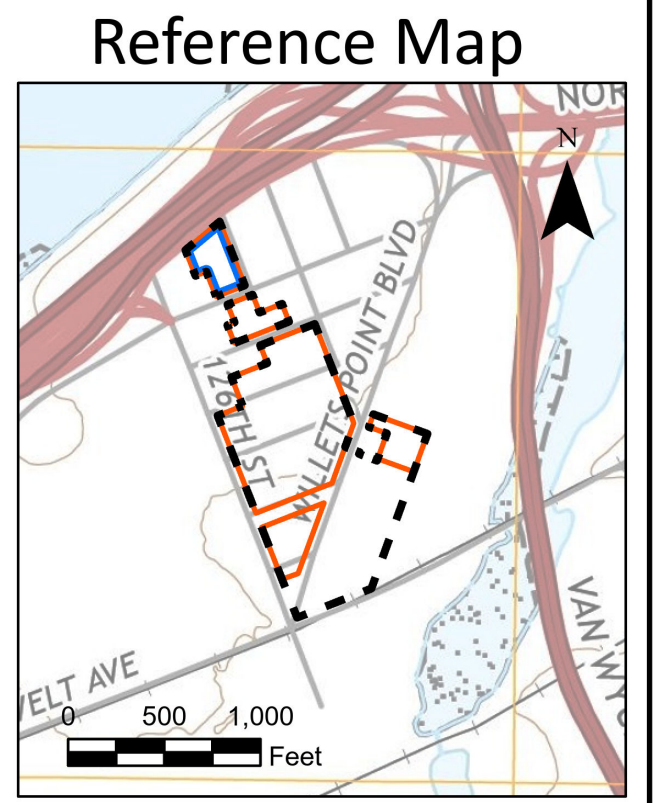 Reference Map
NOR
N
WILLETS POINT BLVD
126TH ST
VELT AVE
VAN WY
0 500 1,000
Feet